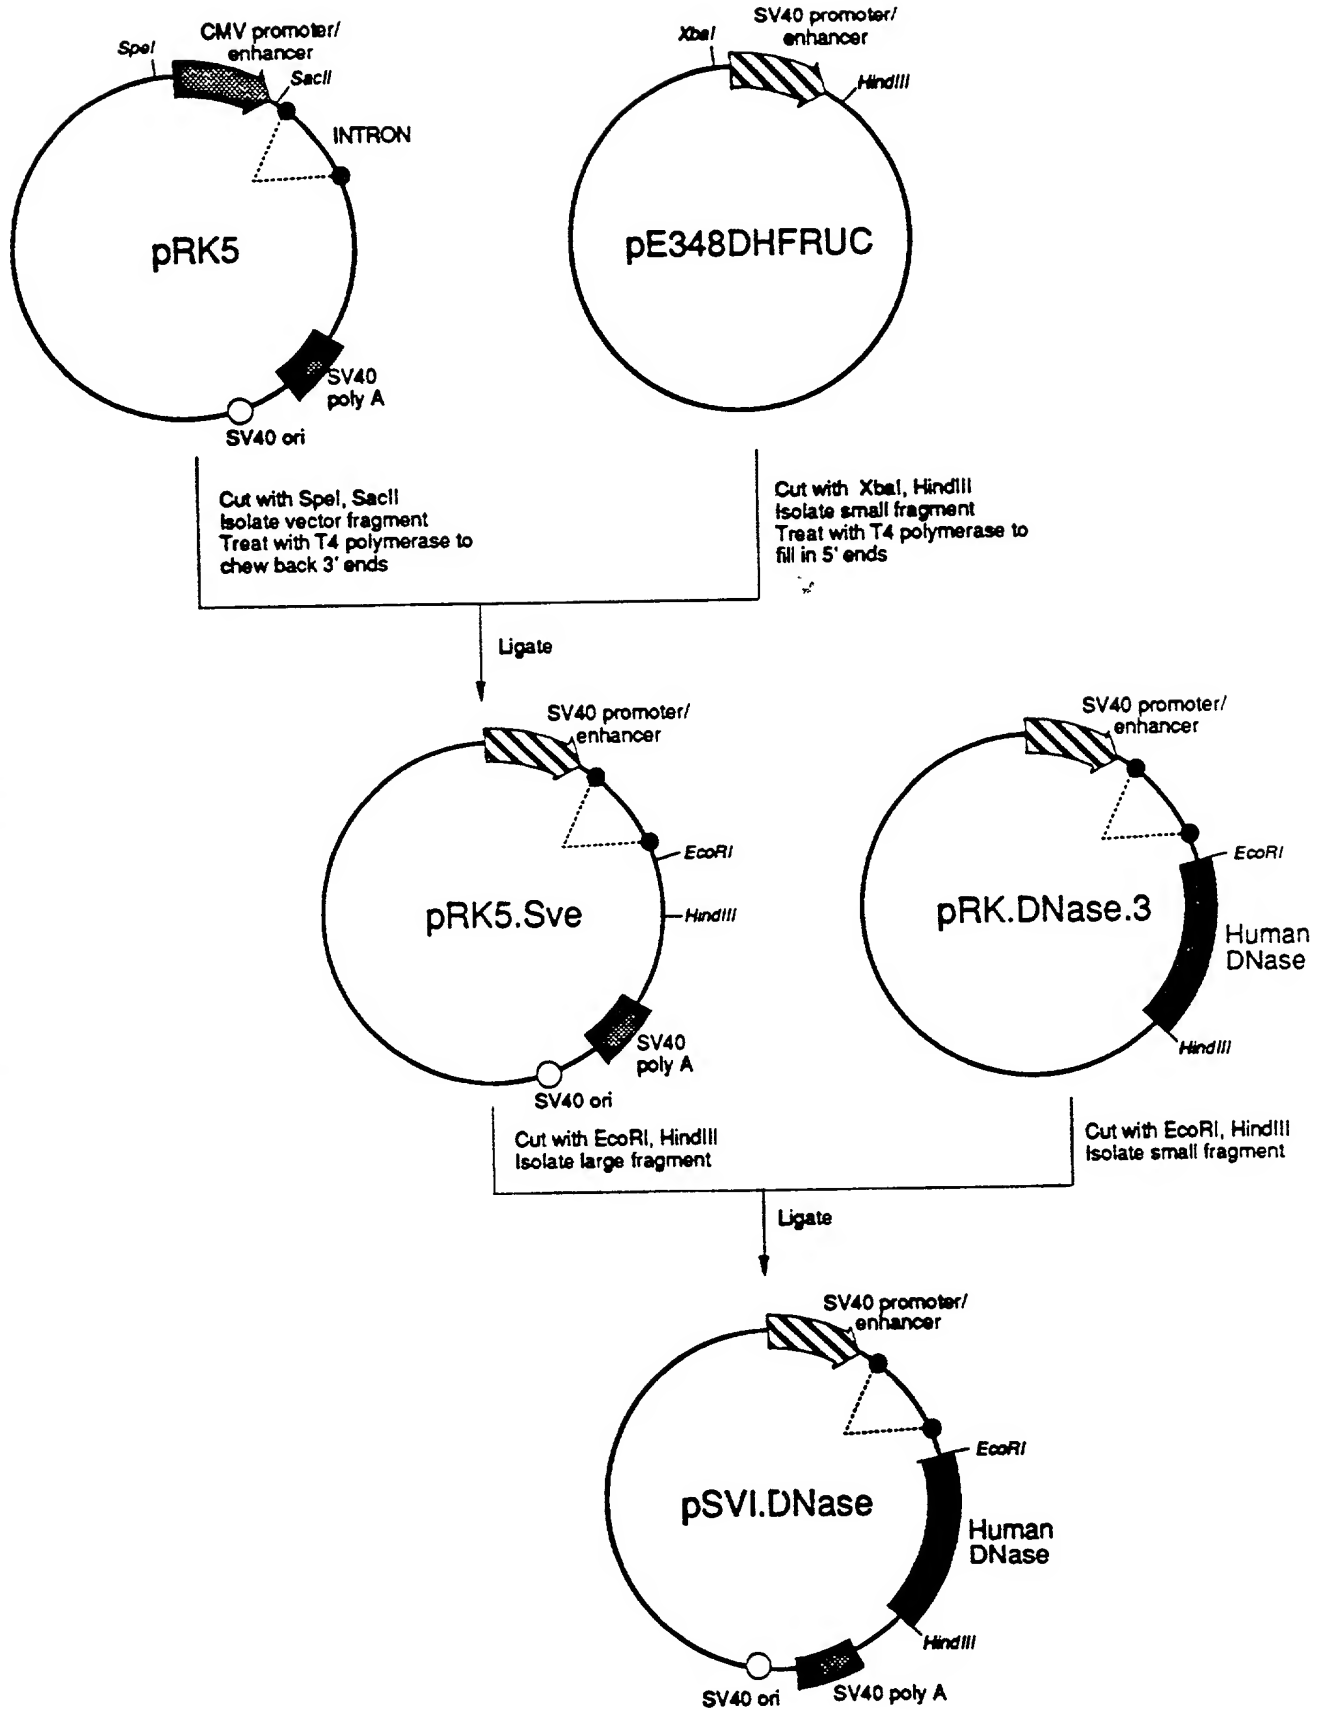 CMV promoter/
enhancer
SpeI
SacII
INTRON
pRK5
SV40
poly A
SV40 ori
SV40 promoter/
enhancer
XbaI
HindIII
pE348DHFRUC
Cut with SpeI, SacII
Isolate vector fragment
Treat with T4 polymerase to
chew back 3' ends
Cut with XbaI, HindIII
Isolate small fragment
Treat with T4 polymerase to
fill in 5' ends
Ligate
SV40 promoter/
enhancer
EcoRI
HindIII
pRK5.Sve
SV40
poly A
SV40 ori
SV40 promoter/
enhancer
EcoRI
pRK.DNase.3
Human
DNase
HindIII
Cut with EcoRI, HindIII
Isolate large fragment
Cut with EcoRI, HindIII
Isolate small fragment
Ligate
SV40 promoter/
enhancer
EcoRI
pSVI.DNase
Human
DNase
HindIII
SV40 ori
SV40 poly A